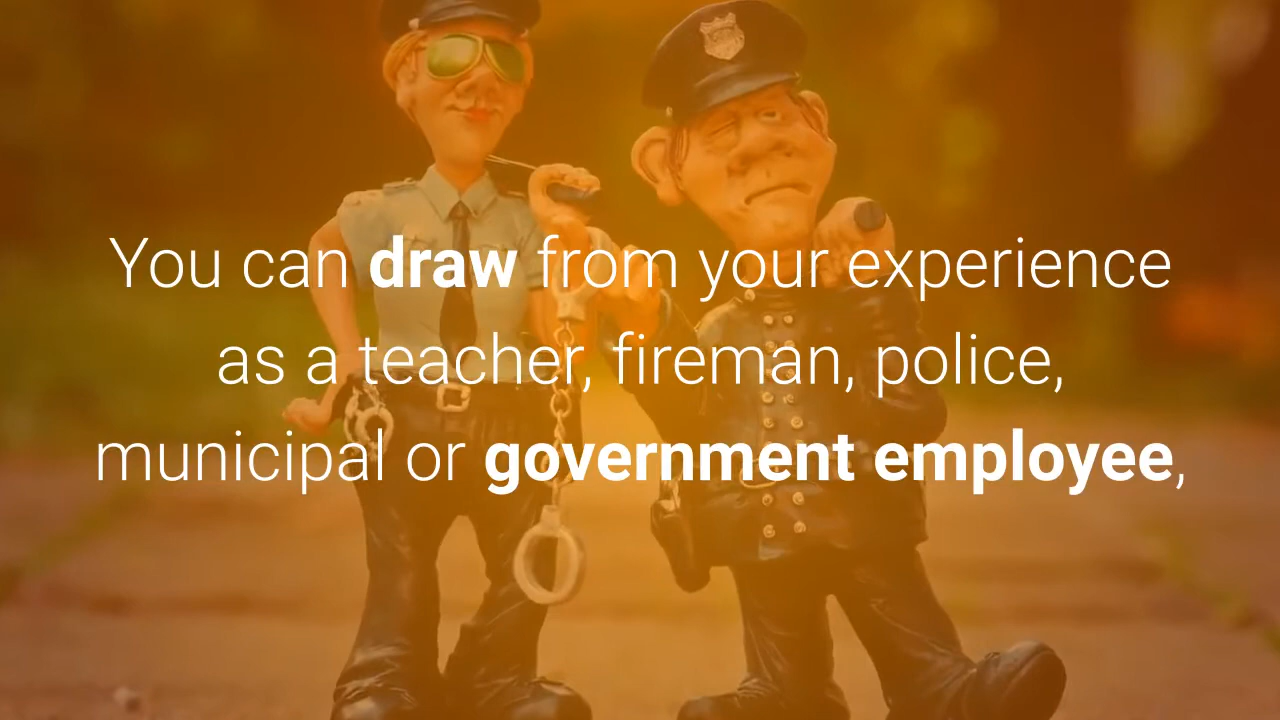 You can draw from your experience
as a teacher, fireman, police,
municipal or government employee,